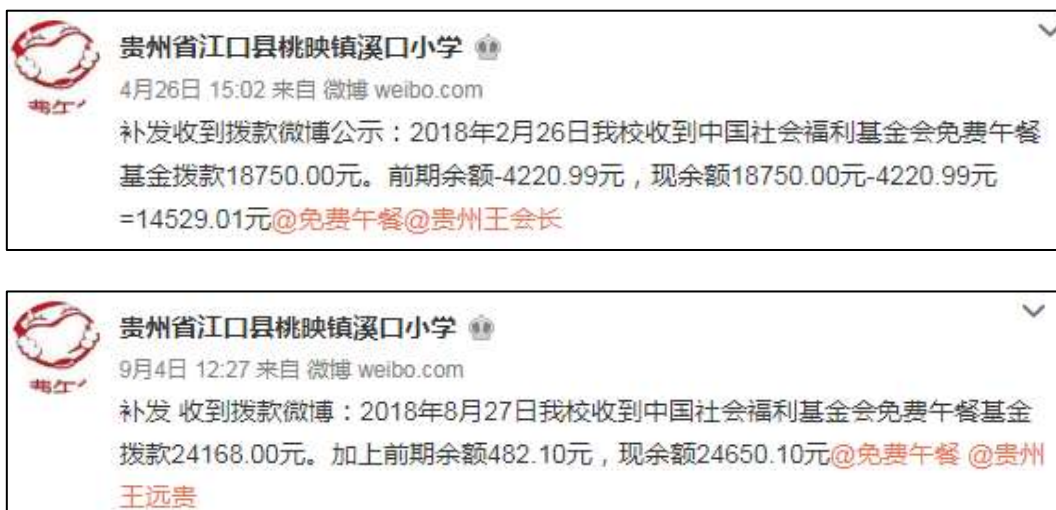 贵州省江口县桃映镇溪口小学
4月26日 15:02 来自 微博 weibo.com
补发收到拨款微博公示：2018年2月26日我校收到中国社会福利基金会免费午餐
基金拨款18750.00元。前期余额-4220.99元，现余额18750.00元-4220.99元
=14529.01元@免费午餐@贵州王会长
贵州省江口县桃映镇溪口小学
9月4日 12:27 来自 微博 weibo.com
补发 收到拨款微博：2018年8月27日我校收到中国社会福利基金会免费午餐基金
拨款24168.00元。加上前期余额482.10元，现余额24650.10元@免费午餐 @贵州
王远贵